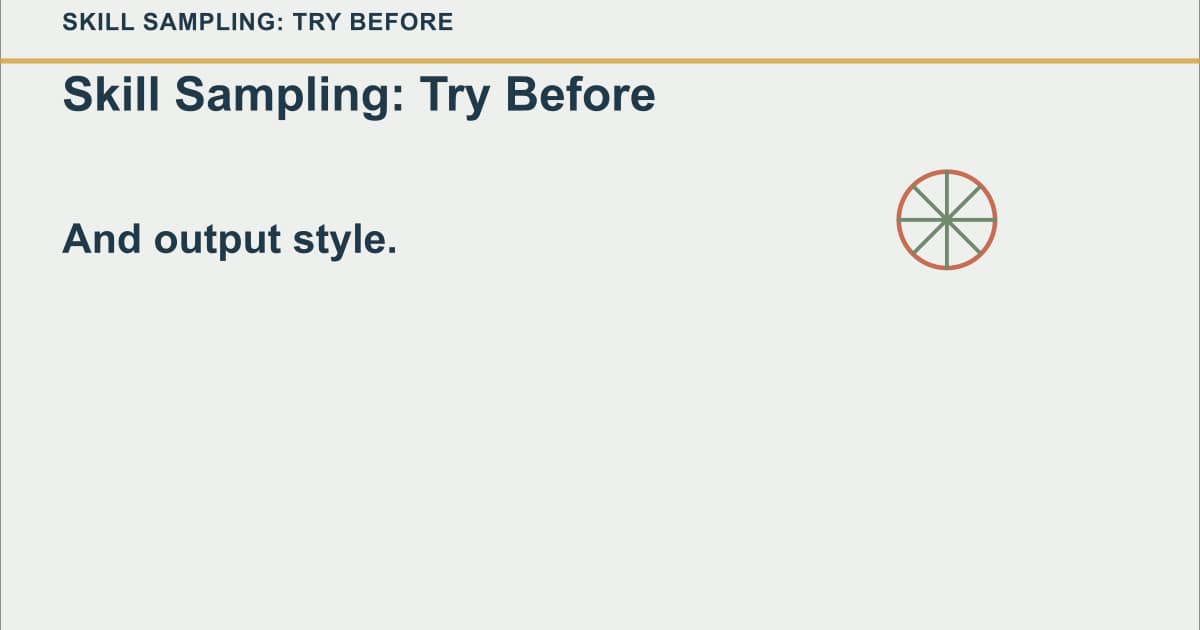 SKILL SAMPLING: TRY BEFORE
Skill Sampling: Try Before
And output style.